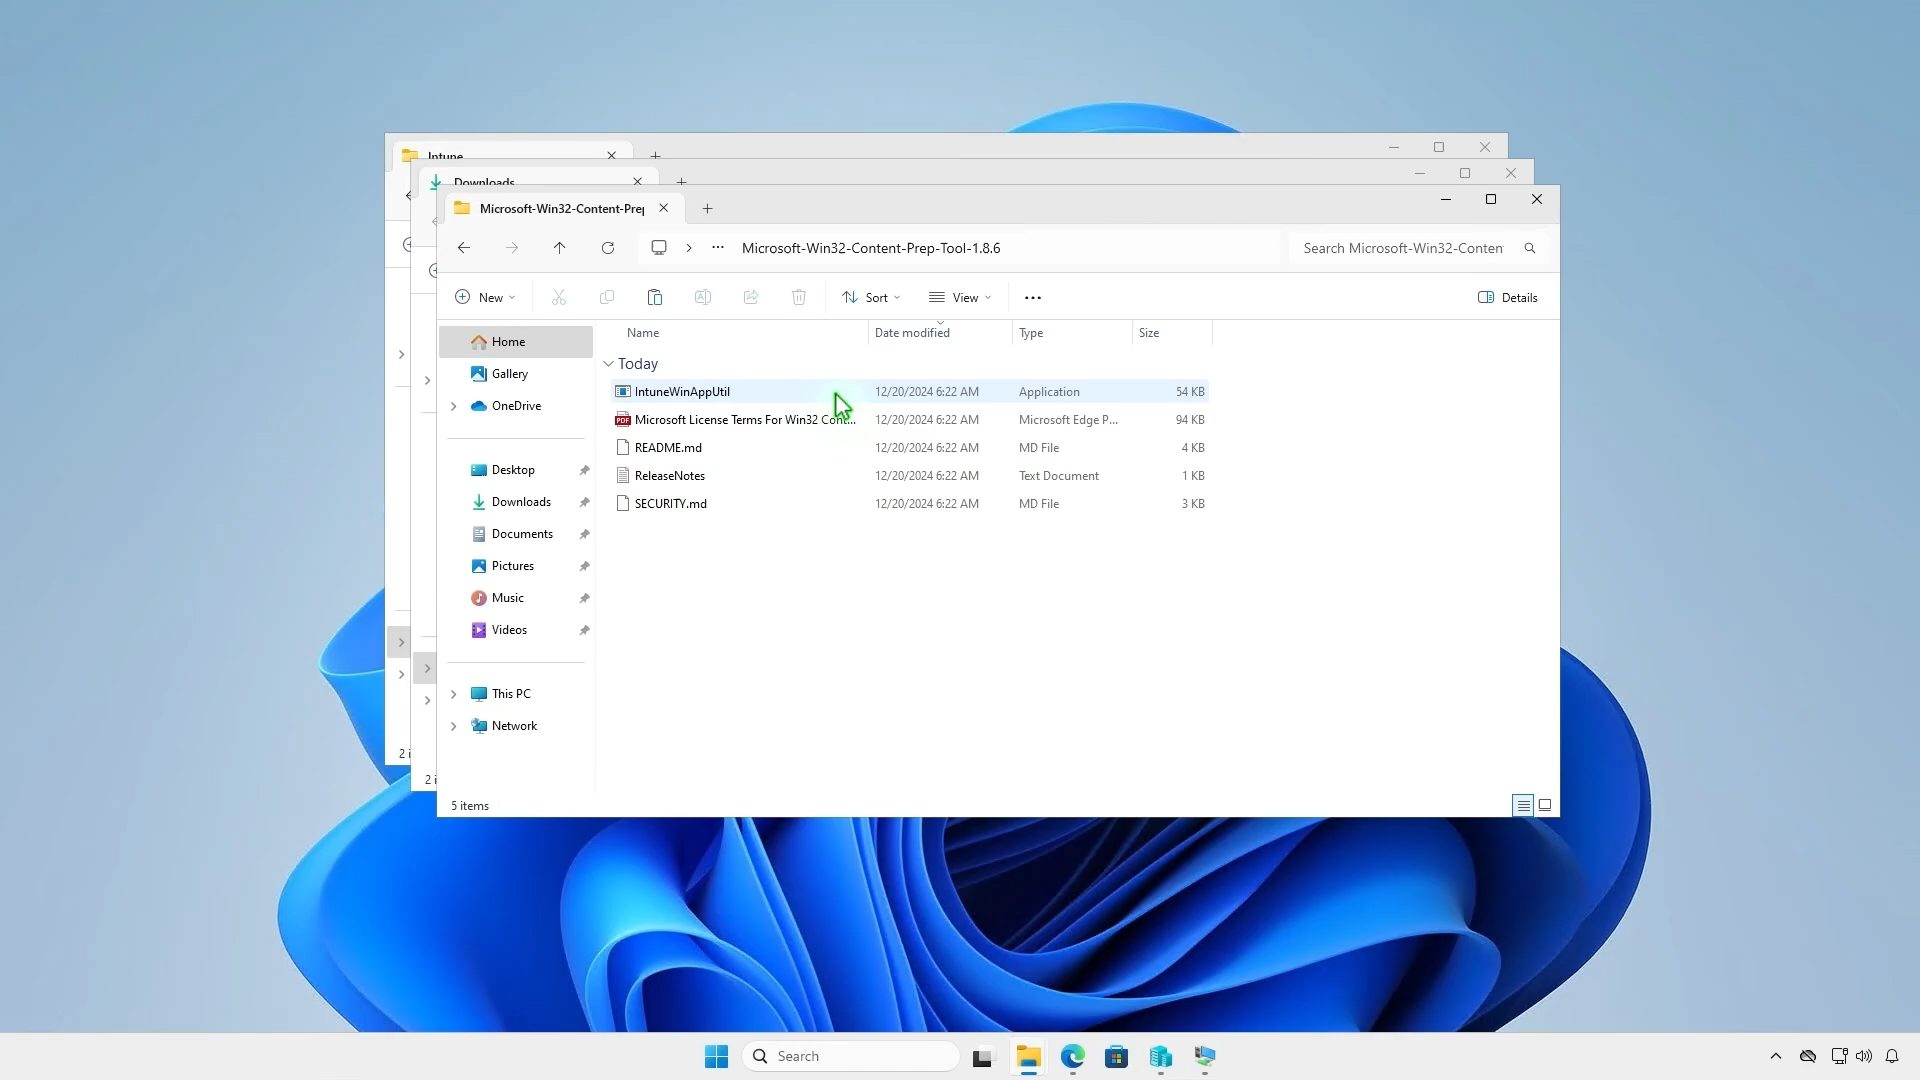 Intune
Downloads
Microsoft-Win32-Content-Prep
Microsoft-Win32-Content-Prep-Tool-1.8.6
Search Microsoft-Win32-Conten
New
Sort
View
Details
Home
Gallery
OneDrive
Desktop
Downloads
Documents
Pictures
Music
Videos
This PC
Network
Name Date modified Type Size
Today
IntuneWinAppUtil 12/20/2024 6:22 AM Application 54 KB
Microsoft License Terms For Win32 Cont... 12/20/2024 6:22 AM Microsoft Edge P... 94 KB
README.md 12/20/2024 6:22 AM MD File 4 KB
ReleaseNotes 12/20/2024 6:22 AM Text Document 1 KB
SECURITY.md 12/20/2024 6:22 AM MD File 3 KB
2 i
2 i
5 items
Search